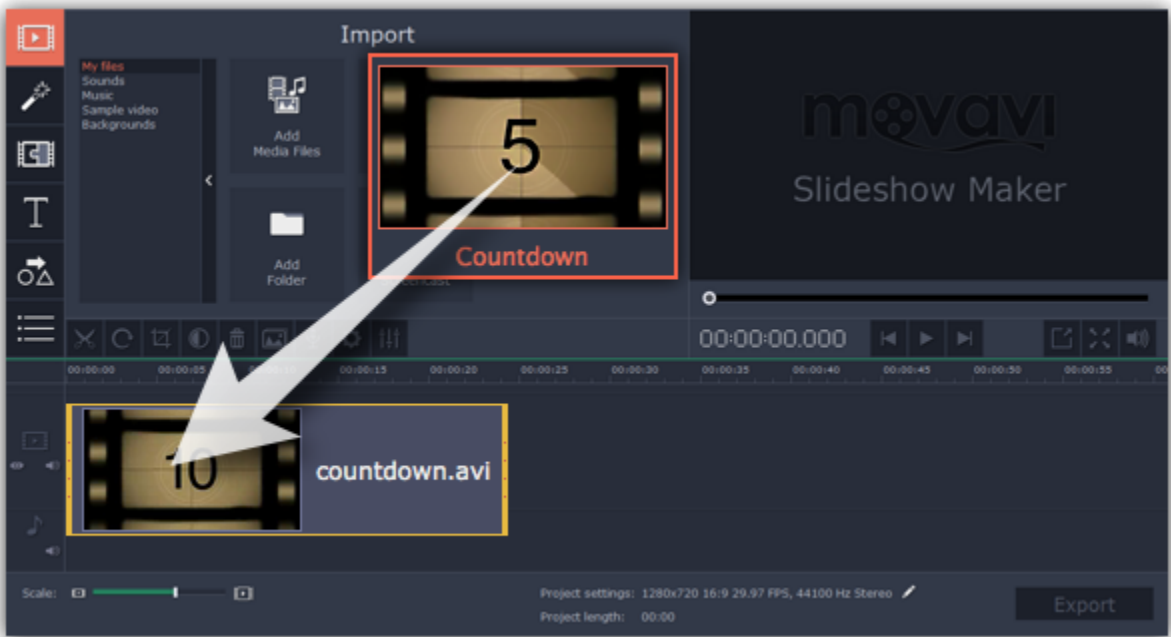 Import
My files
Sounds
Music
Sample video
Backgrounds
Add
Media Files
Add
Folder
5
Countdown
movavi
Slideshow Maker
00:00:00.000
00:00:00
00:00:05
00:00:15
00:00:20
00:00:25
00:00:30
00:00:35
00:00:40
00:00:45
00:00:50
00:00:55
00
10
countdown.avi
Scale:
Project settings: 1280x720 16:9 29.97 FPS, 44100 Hz Stereo
Project length: 00:00
Export